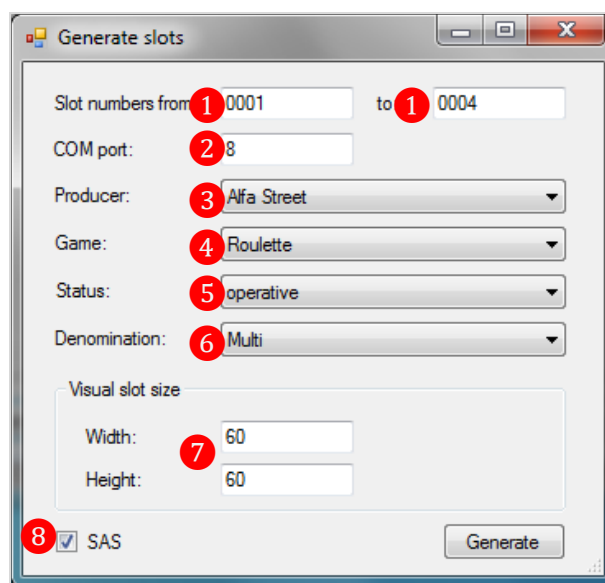 Generate slots
Slot numbers from 1 0001 to 1 0004
COM port: 2 8
Producer: 3 Alfa Street
Game: 4 Roulette
Status: 5 operative
Denomination: 6 Multi
Visual slot size
Width: 60
7
Height: 60
8 SAS Generate